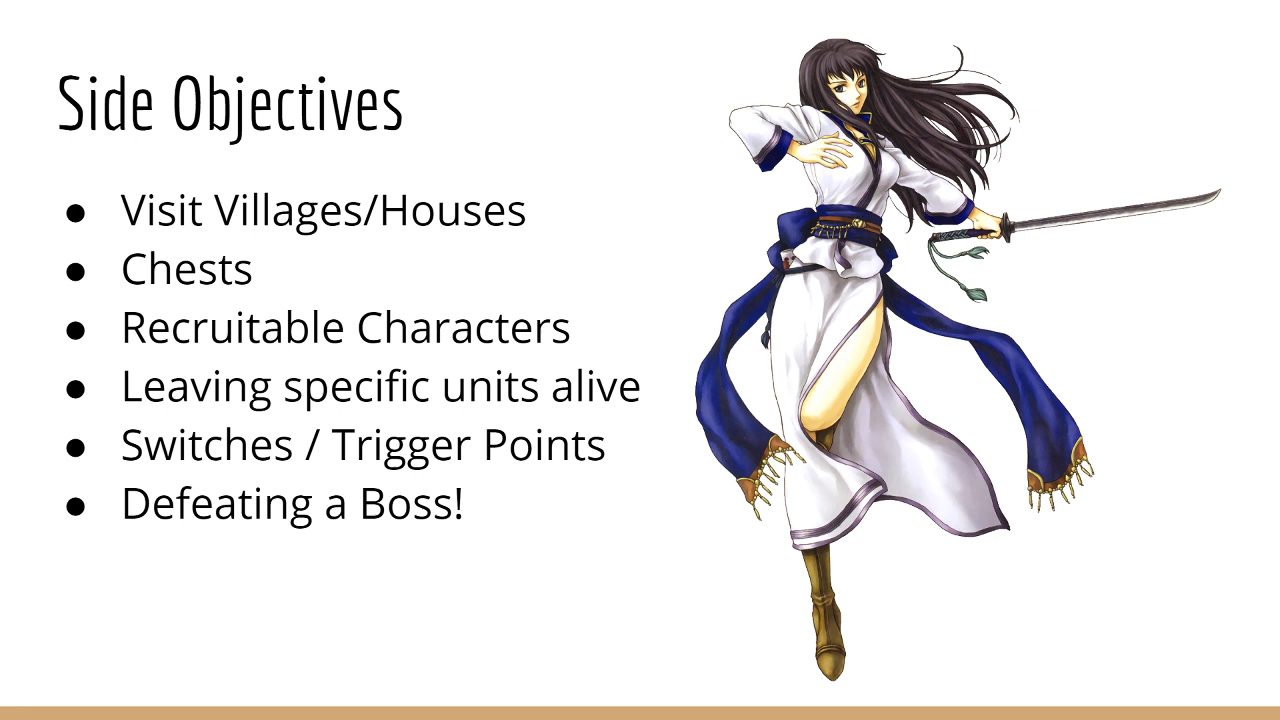 Side Objectives
● Visit Villages/Houses
● Chests
● Recruitable Characters
● Leaving specific units alive
● Switches / Trigger Points
● Defeating a Boss!